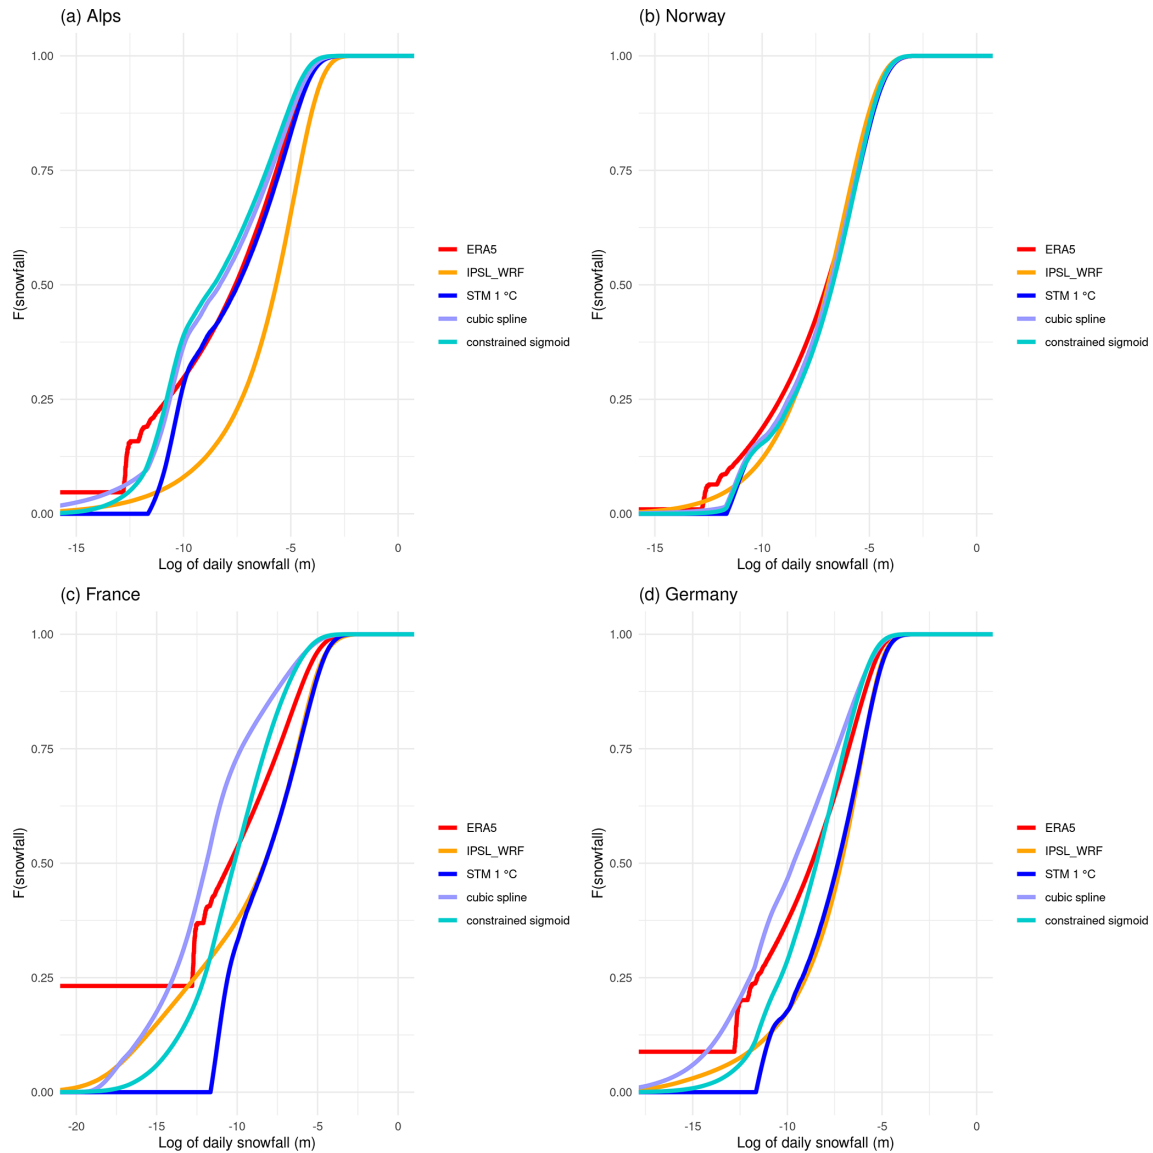 (a) Alps
1.00
0.75
0.50
0.25
0.00
F(snowfall)
-15
-10
-5
0
Log of daily snowfall (m)
ERA5
IPSL_WRF
STM 1 °C
cubic spline
constrained sigmoid
(b) Norway
1.00
0.75
0.50
0.25
0.00
F(snowfall)
-15
-10
-5
0
Log of daily snowfall (m)
ERA5
IPSL_WRF
STM 1 °C
cubic spline
constrained sigmoid
(c) France
1.00
0.75
0.50
0.25
0.00
F(snowfall)
-20
-15
-10
-5
0
Log of daily snowfall (m)
ERA5
IPSL_WRF
STM 1 °C
cubic spline
constrained sigmoid
(d) Germany
1.00
0.75
0.50
0.25
0.00
F(snowfall)
-15
-10
-5
0
Log of daily snowfall (m)
ERA5
IPSL_WRF
STM 1 °C
cubic spline
constrained sigmoid